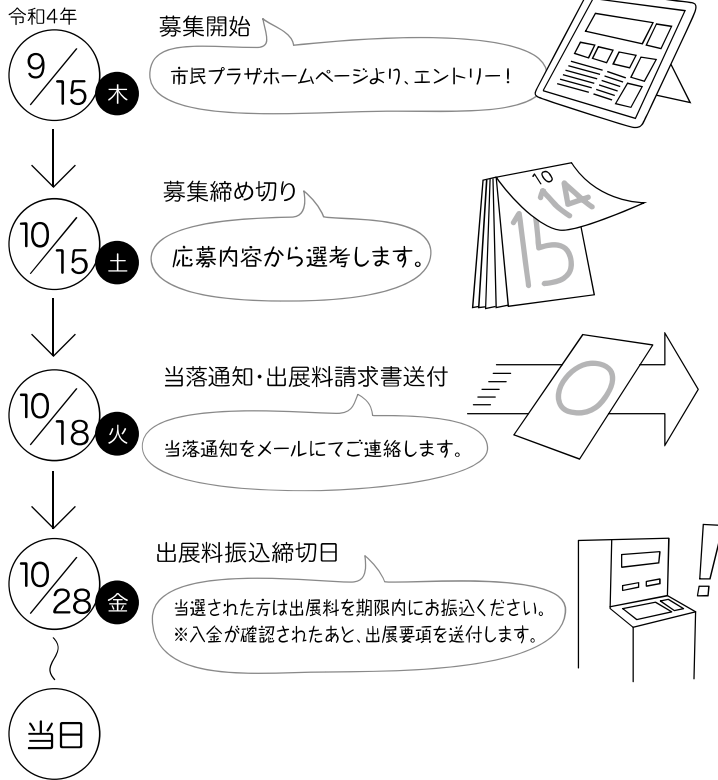 令和4年
9/15
木
募集開始
市民プラザホームページより、エントリー!
10/15
土
募集締め切り
応募内容から選考します。
10
14
15
10/18
火
当落通知・出展料請求書送付
当落通知をメールにてご連絡します。
10/28
金
出展料振込締切日
当選された方は出展料を期限内にお振込ください。
※入金が確認されたあと、出展要項を送付します。
当日